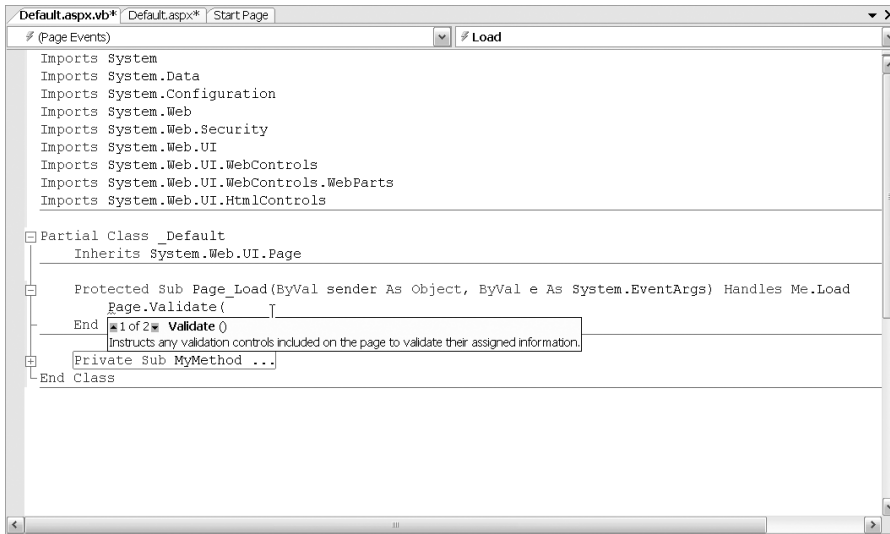 Default.aspx.vb* Default.aspx* Start Page
(Page Events) Load
Imports System
Imports System.Data
Imports System.Configuration
Imports System.Web
Imports System.Web.Security
Imports System.Web.UI
Imports System.Web.UI.WebControls
Imports System.Web.UI.WebControls.WebParts
Imports System.Web.UI.HtmlControls
Partial Class _Default
Inherits System.Web.UI.Page
Protected Sub Page_Load(ByVal sender As Object, ByVal e As System.EventArgs) Handles Me.Load
Page.Validate(
End
1 of 2 Validate ()
Instructs any validation controls included on the page to validate their assigned information.
Private Sub MyMethod ...
End Class